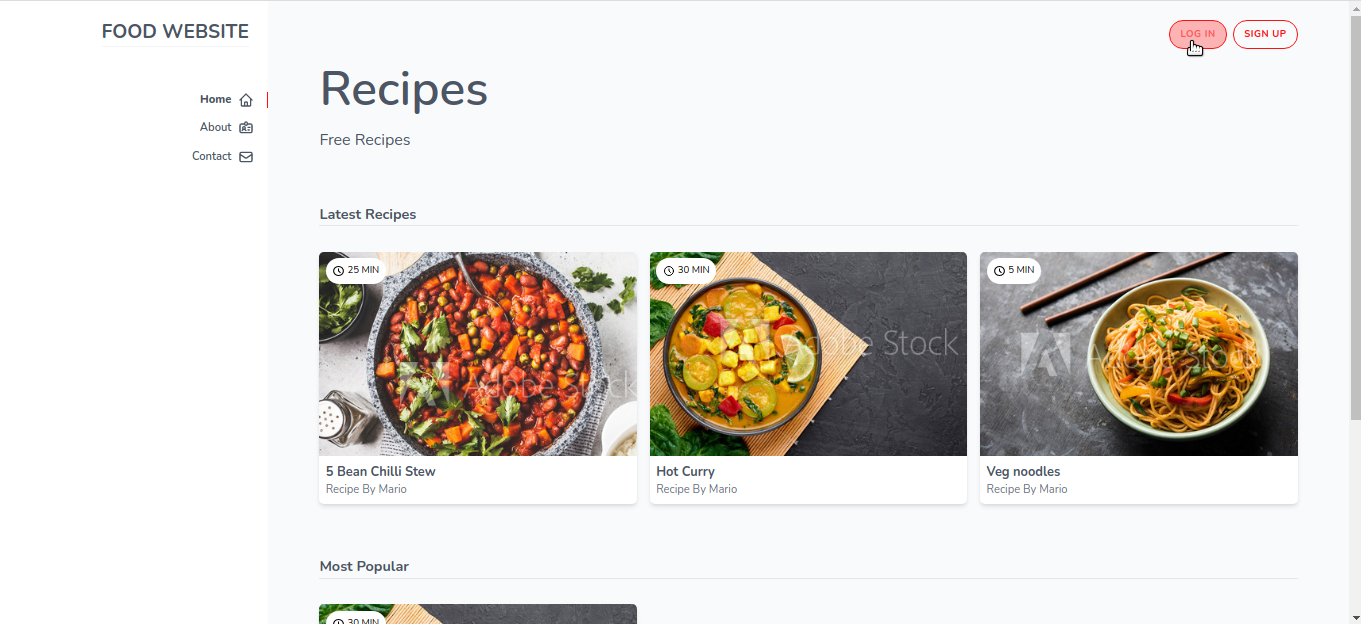 FOOD WEBSITE
Home
About
Contact
LOG IN
SIGN UP
Recipes
Free Recipes
Latest Recipes
25 MIN
Adobe Stock
5 Bean Chilli Stew
Recipe By Mario
30 MIN
Adobe Stock
Hot Curry
Recipe By Mario
5 MIN
Adobe Stock
Veg noodles
Recipe By Mario
Most Popular
30 MIN